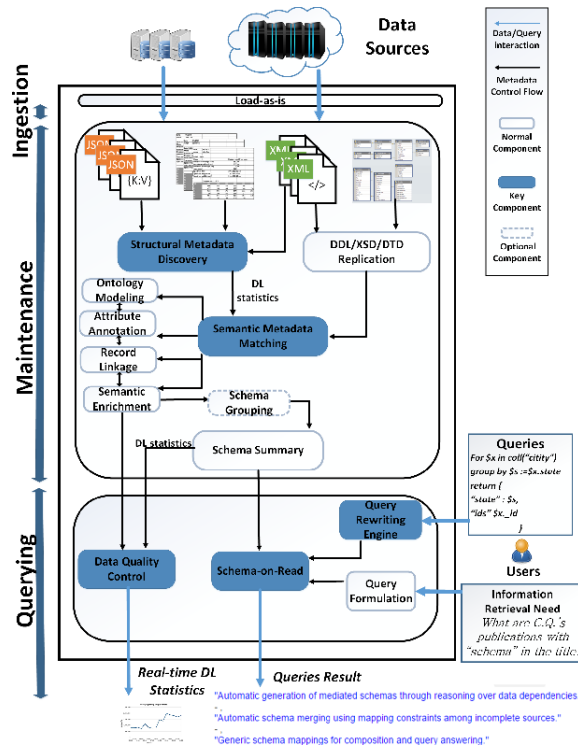 Data
Sources
Data/Query
Interaction
Metadata
Control Flow
Normal
Component
Key
Component
Optional
Component
Ingestion
Load-as-is
Maintenance
JSON
JSON
JSON
{K:V}
XML
XML
XML
</>
Structural Metadata
Discovery
DDL/XSD/DTD
Replication
DL
statistics
Ontology
Modeling
Attribute
Annotation
Record
Linkage
Semantic
Enrichment
Semantic Metadata
Matching
Schema
Grouping
DL statistics
Schema Summary
Querying
Query
Rewriting
Engine
Data Quality
Control
Schema-on-Read
Query
Formulation
Queries
For $x in coll("citity")
group by $s :=$x.state
return {
"state" : $s,
"ids" $x._id
}
Users
Information
Retrieval Need
What are C.Q.'s
publications with
"schema" in the title
Real-time DL
Statistics
Queries Result
"Automatic generation of mediated schemas through reasoning over data dependencies
"Automatic schema merging using mapping constraints among incomplete sources."
"Generic schema mappings for composition and query answering."